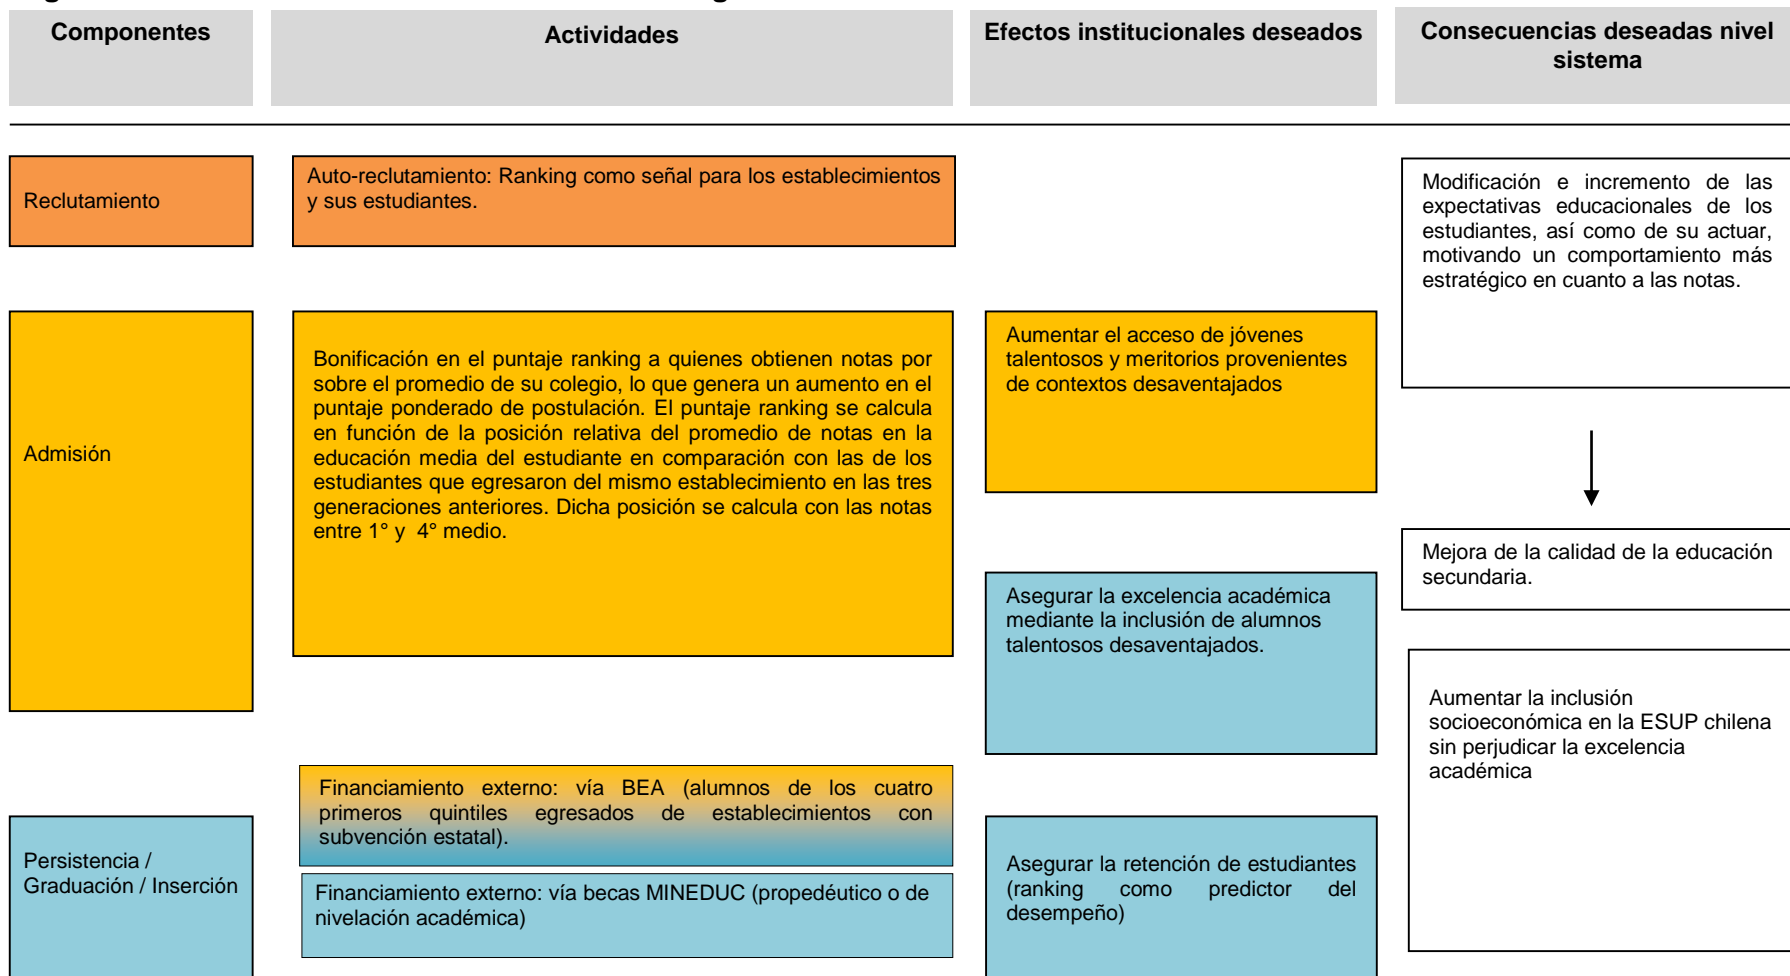 Componentes
Actividades
Efectos institucionales deseados
Consecuencias deseadas nivel
sistema
Reclutamiento
Auto-reclutamiento: Ranking como señal para los establecimientos
y sus estudiantes.
Modificación e incremento de las
expectativas educacionales de los
estudiantes, así como de su actuar,
motivando un comportamiento más
estratégico en cuanto a las notas.
Admisión
Bonificación en el puntaje ranking a quienes obtienen notas por
sobre el promedio de su colegio, lo que genera un aumento en el
puntaje ponderado de postulación. El puntaje ranking se calcula
en función de la posición relativa del promedio de notas en la
educación media del estudiante en comparación con las de los
estudiantes que egresaron del mismo establecimiento en las tres
generaciones anteriores. Dicha posición se calcula con las notas
entre 1° y 4° medio.
Aumentar el acceso de jóvenes
talentosos y meritorios provenientes
de contextos desaventajados
Mejora de la calidad de la educación
secundaria.
Asegurar la excelencia académica
mediante la inclusión de alumnos
talentosos desaventajados.
Aumentar la inclusión
socioeconómica en la ESUP chilena
sin perjudicar la excelencia
académica
Persistencia /
Graduación / Inserción
Financiamiento externo: vía BEA (alumnos de los cuatro
primeros quintiles egresados de establecimientos con
subvención estatal).
Financiamiento externo: vía becas MINEDUC (propedéutico o de
nivelación académica)
Asegurar la retención de estudiantes
(ranking como predictor del
desempeño)